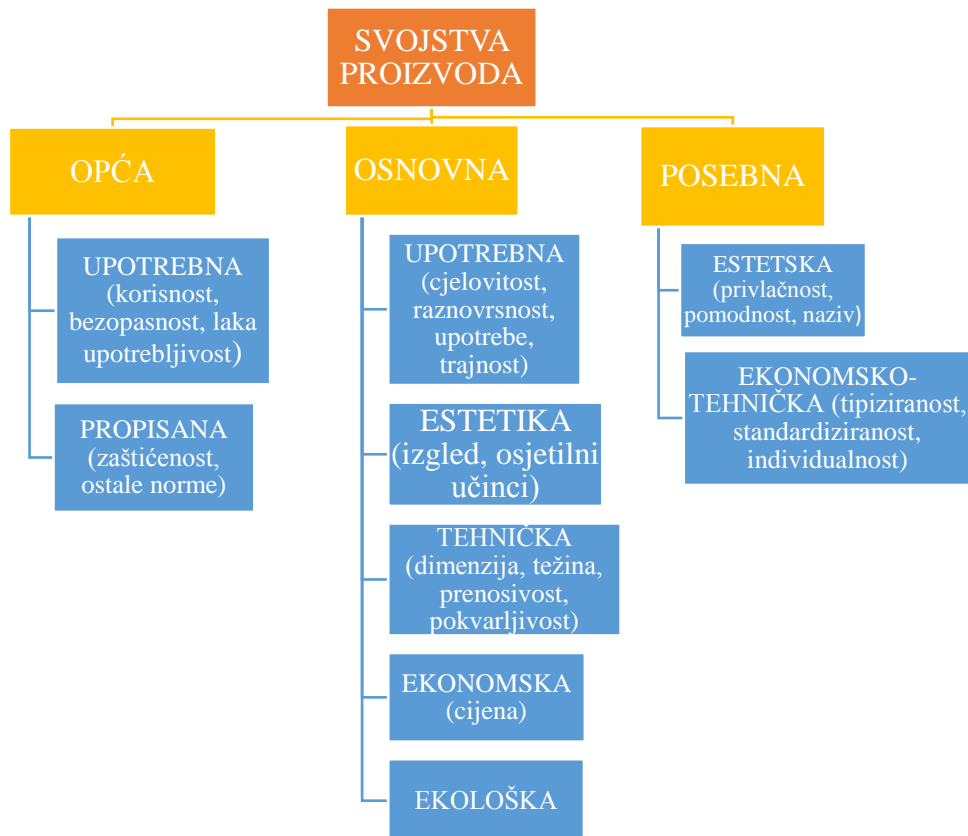 SVOJSTVA
PROIZVODA
OPĆA
UPOTREBNA
(korisnost,
bezopasnost, laka
upotrebljivost)
PROPISANA
(zaštićenost,
ostale norme)
OSNOVNA
UPOTREBNA
(cjelovitost,
raznovrsnost,
upotrebe,
trajnost)
ESTETIKA
(izgled, osjetilni
učinci)
TEHNIČKA
(dimenzija, težina,
prenosivost,
pokvarljivost)
EKONOMSKA
(cijena)
EKOLOŠKA
POSEBNA
ESTETSKA
(privlačnost,
pomodnost, naziv)
EKONOMSKO-
TEHNIČKA (tipiziranost,
standardiziranost,
individualnost)